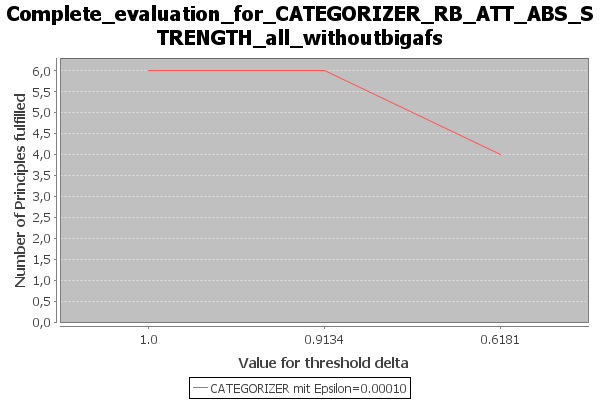 Complete_evaluation_for_CATEGORIZER_RB_ATT_ABS_S
TRENGTH_all_withoutbigafs
6,0
5,5
5,0
4,5
4,0
3,5
3,0
2,5
2,0
1,5
1,0
0,5
0,0
Number of Principles fulfilled
1.0 0.9134 0.6181
Value for threshold delta
CATEGORIZER mit Epsilon=0.00010